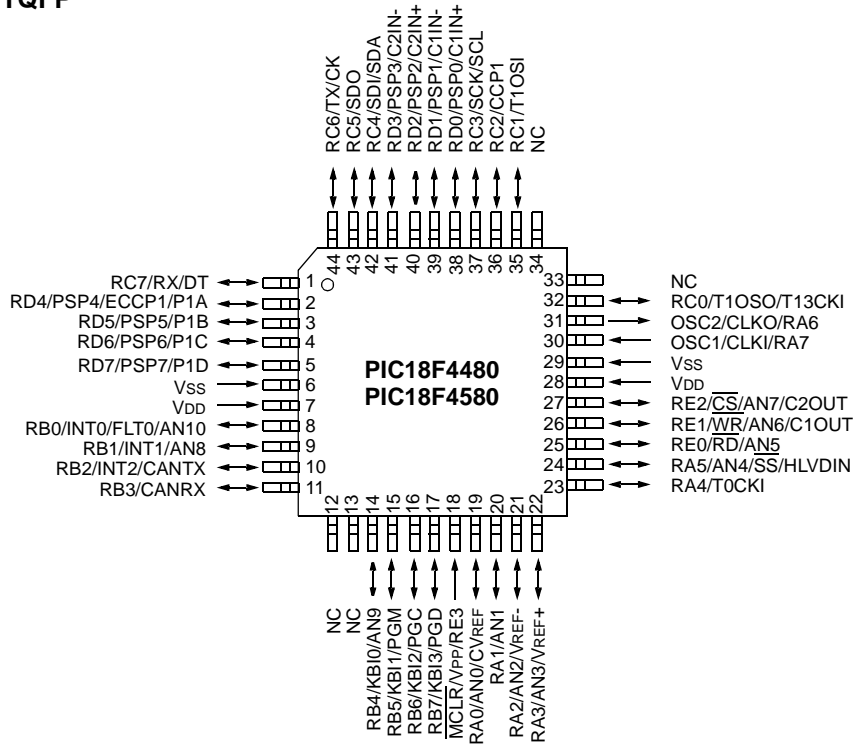 TQFP
RC6/TX/CK
RC5/SDO
RC4/SDI/SDA
RD3/PSP3/C2IN-
RD2/PSP2/C2IN+
RD1/PSP1/C1IN-
RD0/PSP0/C1IN+
RC3/SCK/SCL
RC2/CCP1
RC1/T1OSI
NC
44
43
42
41
40
39
38
37
36
35
34
RC7/RX/DT 1
RD4/PSP4/ECCP1/P1A 2
RD5/PSP5/P1B 3
RD6/PSP6/P1C 4
RD7/PSP7/P1D 5
VSS 6
VDD 7
RB0/INT0/FLT0/AN10 8
RB1/INT1/AN8 9
RB2/INT2/CANTX 10
RB3/CANRX 11
PIC18F4480
PIC18F4580
33 NC
32 RC0/T1OSO/T13CKI
31 OSC2/CLKO/RA6
30 OSC1/CLKI/RA7
29 VSS
28 VDD
27 RE2/CS/AN7/C2OUT
26 RE1/WR/AN6/C1OUT
25 RE0/RD/AN5
24 RA5/AN4/SS/HLVDIN
23 RA4/T0CKI
12
13
14
15
16
17
18
19
20
21
22
NC
NC
RB4/KBI0/AN9
RB5/KBI1/PGM
RB6/KBI2/PGC
RB7/KBI3/PGD
MCLR/VPP/RE3
RA0/AN0/CVREF
RA1/AN1
RA2/AN2/VREF-
RA3/AN3/VREF+